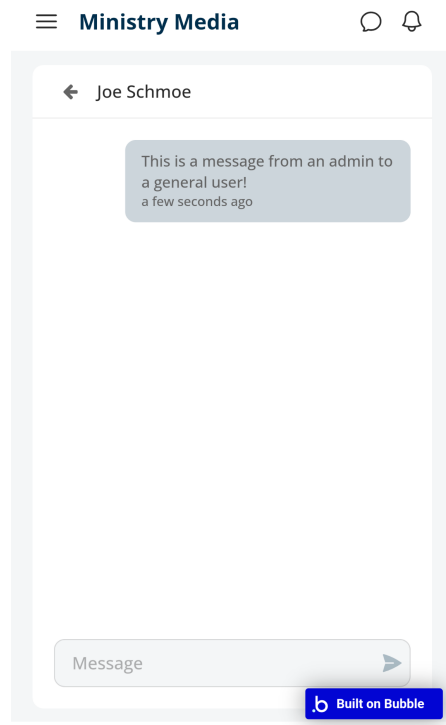 Ministry Media
Joe Schmoe
This is a message from an admin to
a general user!
a few seconds ago
Message
Built on Bubble